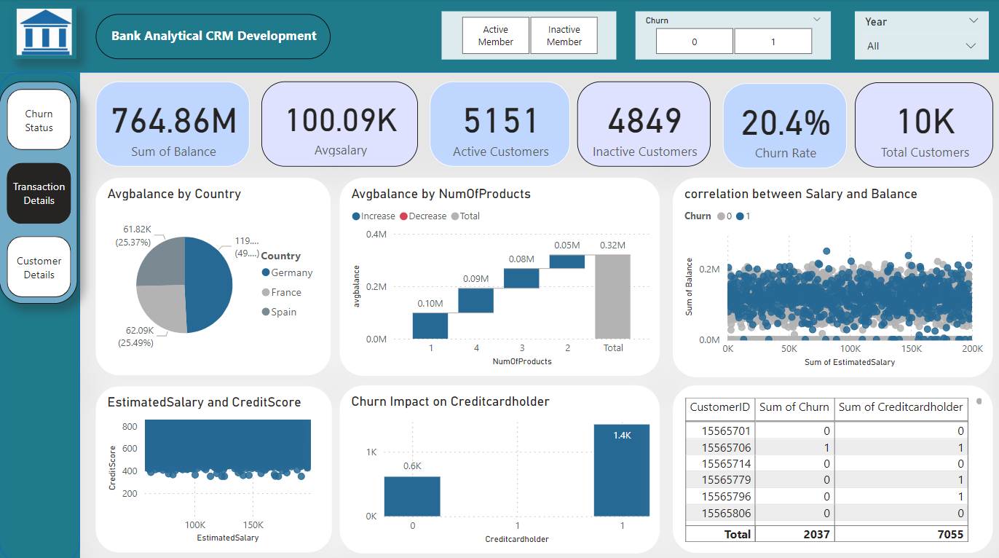 Bank Analytical CRM Development
Active
Member
Inactive
Member
Churn
0
1
Year
All
Churn
Status
Transaction
Details
Customer
Details
764.86M
Sum of Balance
100.09K
Avgsalary
5151
Active Customers
4849
Inactive Customers
20.4%
Churn Rate
10K
Total Customers
Avgbalance by Country
61.82K
(25.37%)
119....
(49....)
62.09K
(25.49%)
Country
Germany
France
Spain
Avgbalance by NumOfProducts
Increase Decrease Total
0.4M
0.2M
0.0M
avgbalance
0.10M
0.09M
0.08M
0.05M
0.32M
1 4 3 2 Total
NumOfProducts
correlation between Salary and Balance
Churn 0 1
Sum of Balance
0.2M
0.0M
0K 50K 100K 150K 200K
Sum of EstimatedSalary
EstimatedSalary and CreditScore
CreditScore
800
600
400
200
100K 150K
EstimatedSalary
Churn Impact on Creditcardholder
1K
0K
0.6K
1.4K
0 1 1
Creditcardholder
CustomerID Sum of Churn Sum of Creditcardholder
15565701 0 0
15565706 1 1
15565714 0 0
15565779 0 1
15565796 0 1
15565806 0 0
Total 2037 7055